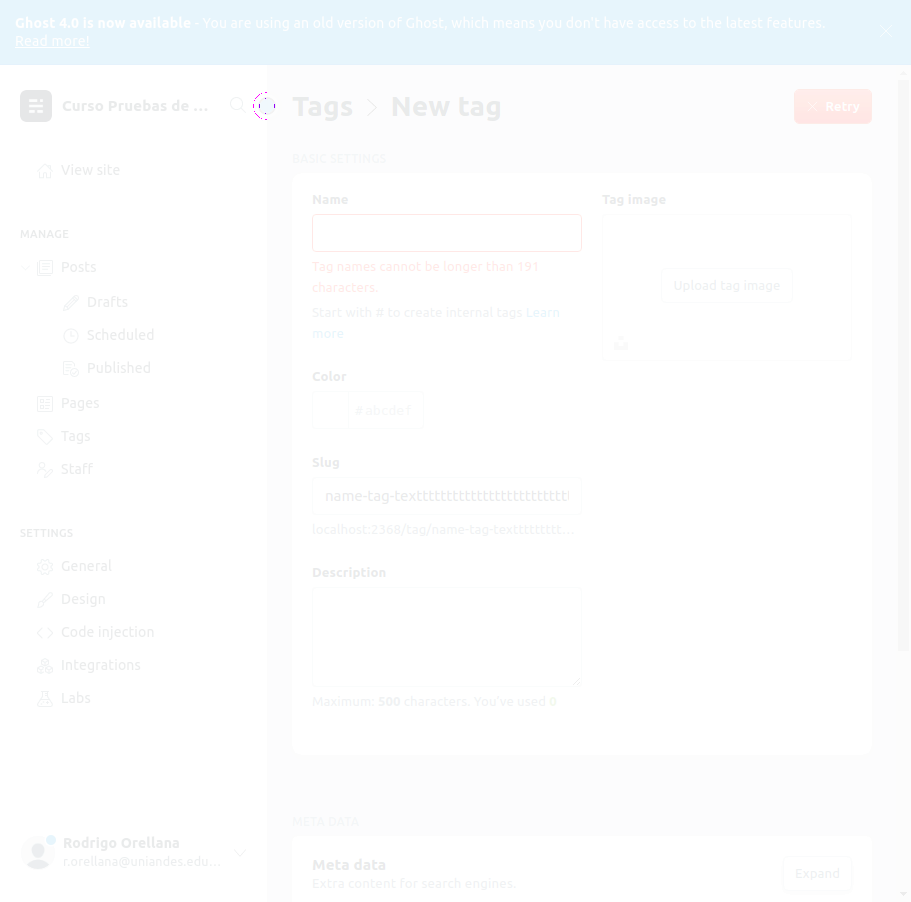 Ghost 4.0 is now available - You are using an old version of Ghost, which means you don't have access to the latest features.
Read more!
Curso Pruebas de ...
View site
MANAGE
Posts
Drafts
Scheduled
Published
Pages
Tags
Staff
SETTINGS
General
Design
Code injection
Integrations
Labs
Rodrigo Orellana
r.orellana@uniandes.edu...
Tags > New tag
Retry
BASIC SETTINGS
Name
Tag names cannot be longer than 191
characters.
Start with # to create internal tags Learn
more
Color
# abcdef
Slug
name-tag-texttttttttttttttttttttttttt
localhost:2368/tag/name-tag-texttttttttt...
Description
Maximum: 500 characters. You've used 0
Tag image
Upload tag image
META DATA
Meta data
Extra content for search engines.
Expand